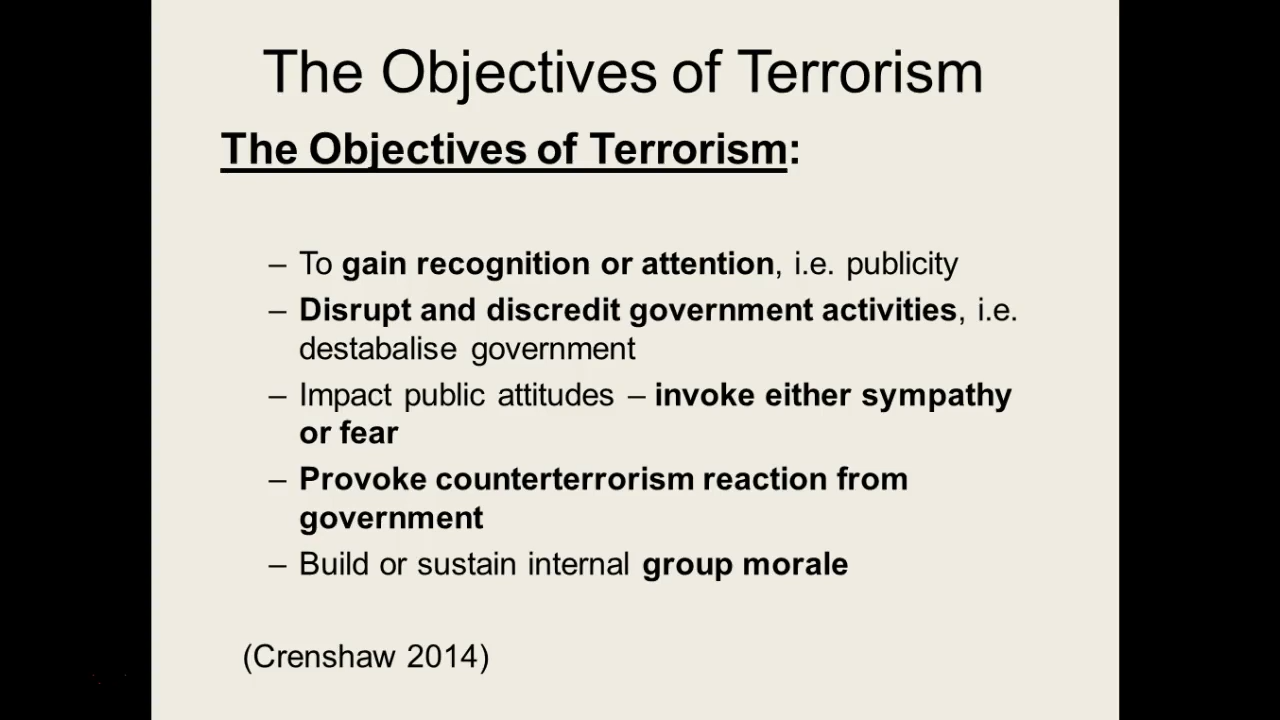 The Objectives of Terrorism
The Objectives of Terrorism:
– To gain recognition or attention, i.e. publicity
– Disrupt and discredit government activities, i.e.
destabalise government
– Impact public attitudes – invoke either sympathy
or fear
– Provoke counterterrorism reaction from
government
– Build or sustain internal group morale
(Crenshaw 2014)